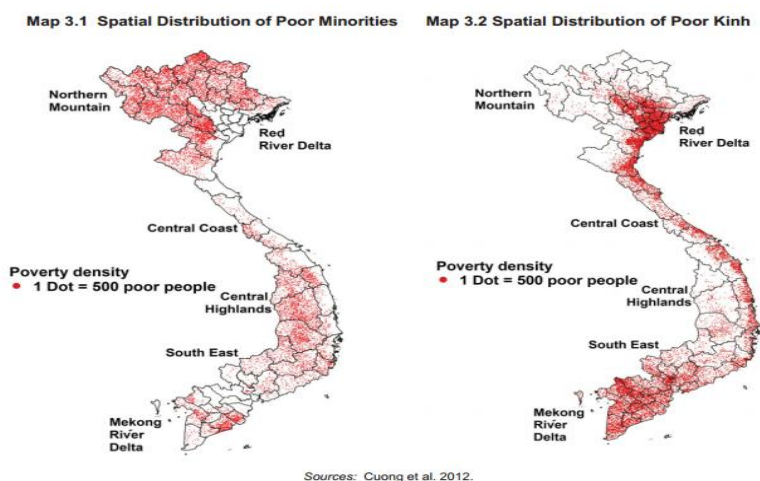 Map 3.1 Spatial Distribution of Poor Minorities
Northern
Mountain
Red
River Delta
Central Coast
Poverty density
1 Dot = 500 poor people
Central
Highlands
South East
Mekong
River
Delta
Map 3.2 Spatial Distribution of Poor Kinh
Northern
Mountain
Red
River Delta
Central Coast
Poverty density
1 Dot = 500 poor people
Central
Highlands
South East
Mekong
River
Delta
Sources: Cuong et al. 2012.